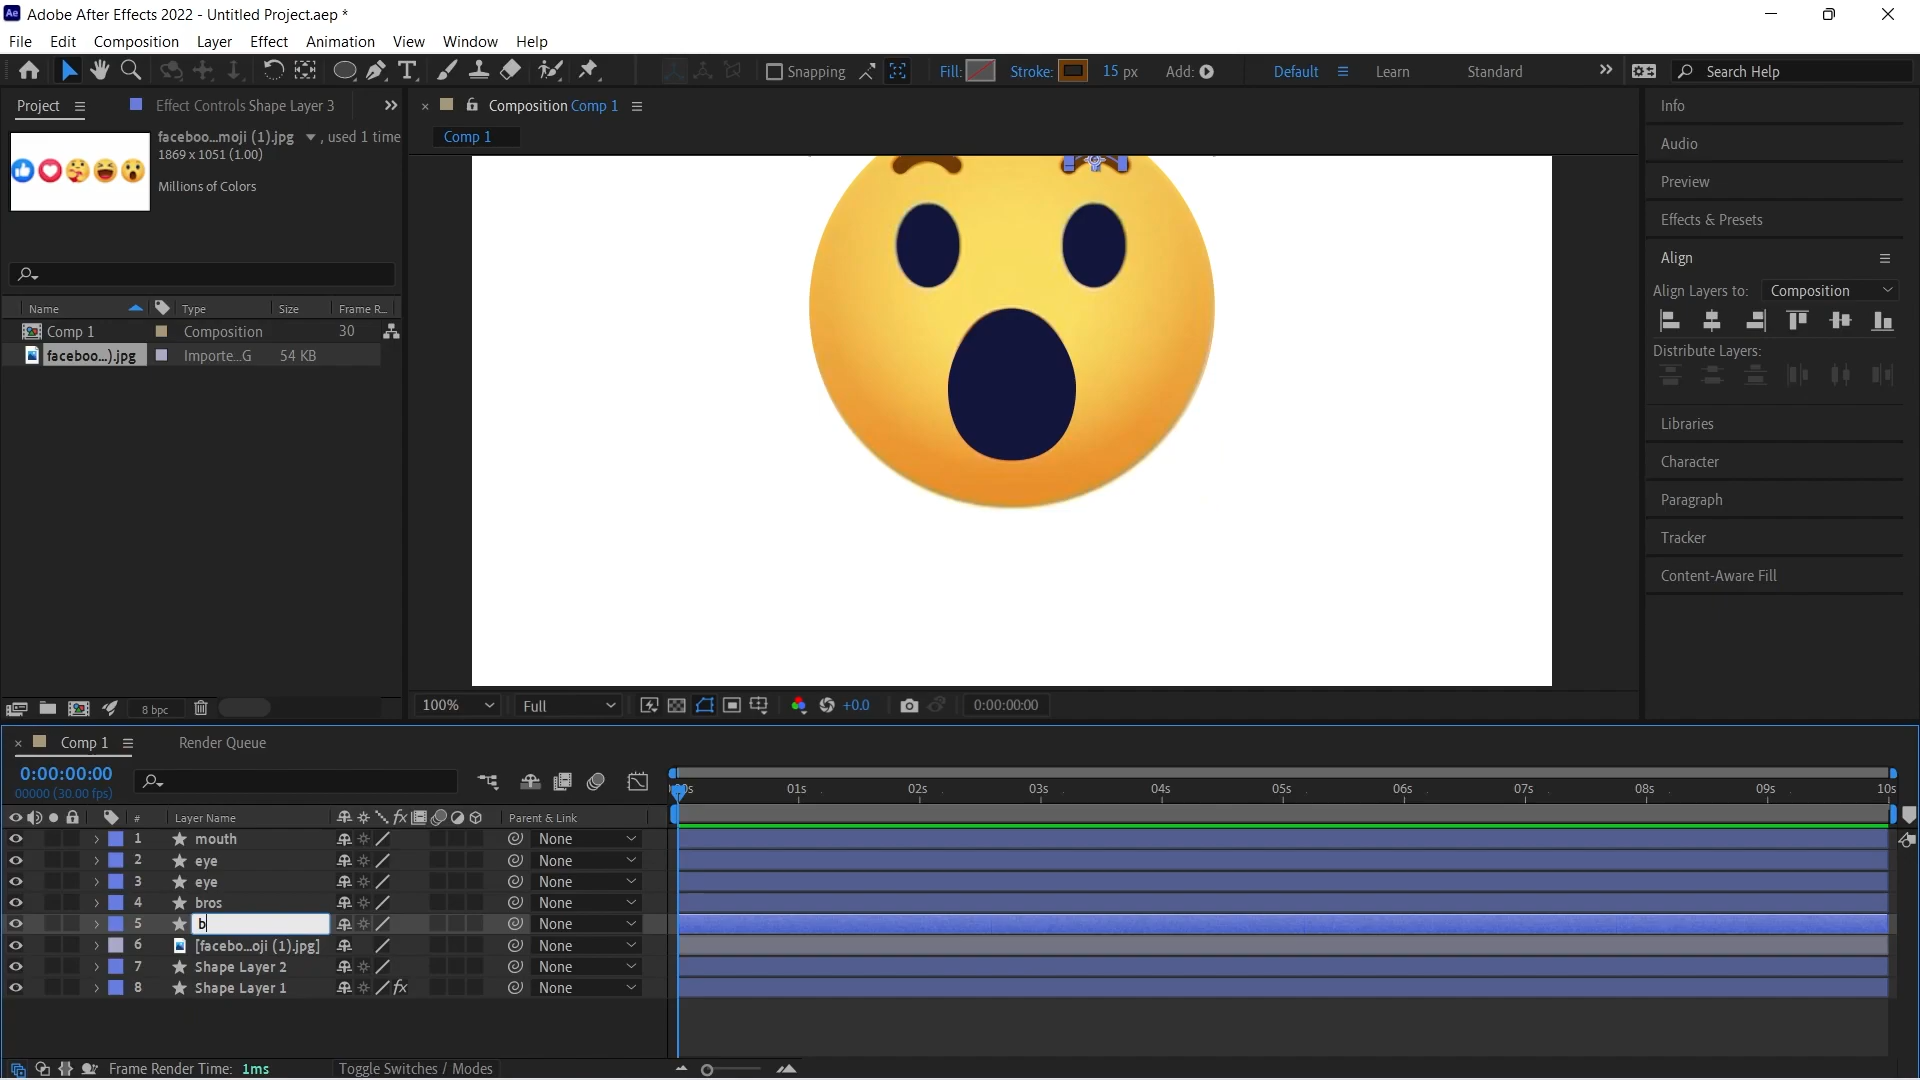 Ae Adobe After Effects 2022 - Untitled Project.aep *
File Edit Composition Layer Effect Animation View Window Help
Snapping Fill: Stroke: 15 px Add: Default Learn Standard Search Help
Project Effect Controls Shape Layer 3 Composition Comp 1 Info
faceboo...moji (1).jpg , used 1 time Comp 1
1869 x 1051 (1.00) Audio
Millions of Colors Preview
Effects & Presets
Align
Align Layers to: Composition
Name Type Size Frame R...
Comp 1 Composition 30
faceboo...).jpg Importe...G 54 KB
Distribute Layers:
Libraries
Character
Paragraph
Tracker
Content-Aware Fill
8 bpc 100% Full +0.0 0:00:00:00
Comp 1 Render Queue
0:00:00:00
00000 (30.00 fps) 01s 02s 03s 04s 05s 06s 07s 08s 09s 10s
# Layer Name fx Parent & Link
1 mouth None
2 eye None
3 eye None
4 bros None
5 b None
6 [facebo...oji (1).jpg] None
7 Shape Layer 2 None
8 Shape Layer 1 fx None
Frame Render Time: 1ms Toggle Switches / Modes